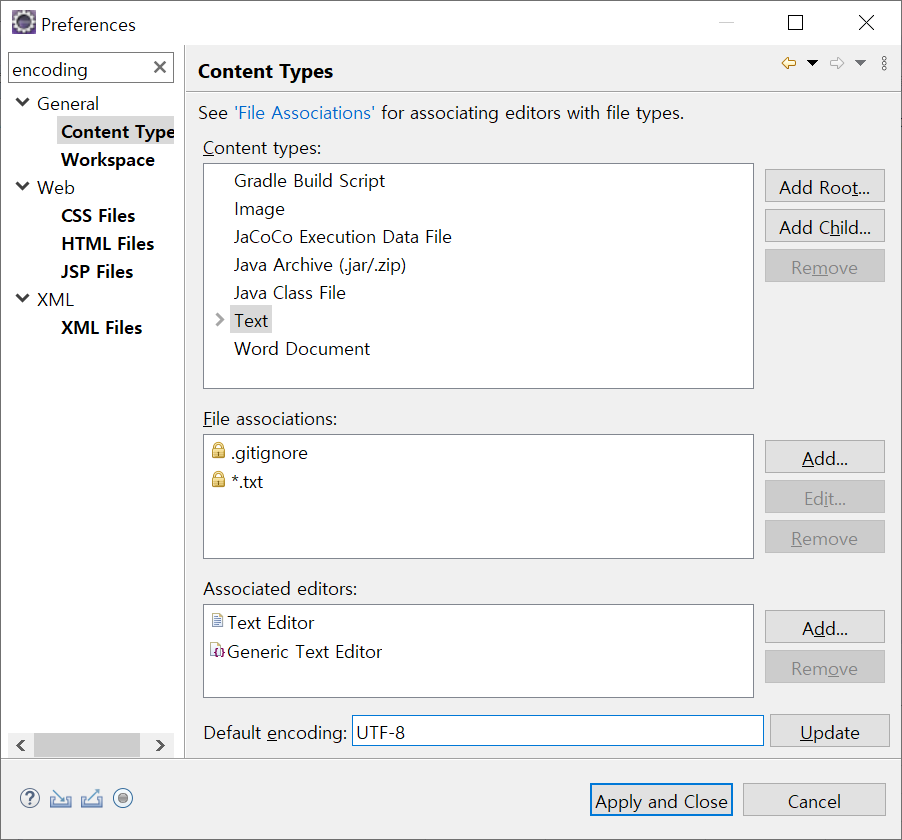 Preferences
encoding
General
Content Type
Workspace
Web
CSS Files
HTML Files
JSP Files
XML
XML Files
Content Types
See 'File Associations' for associating editors with file types.
Content types:
Gradle Build Script
Image
JaCoCo Execution Data File
Java Archive (.jar/.zip)
Java Class File
Text
Word Document
Add Root...
Add Child...
Remove
File associations:
.gitignore
*.txt
Add...
Edit...
Remove
Associated editors:
Text Editor
Generic Text Editor
Add...
Remove
Default encoding: UTF-8 Update
Apply and Close Cancel